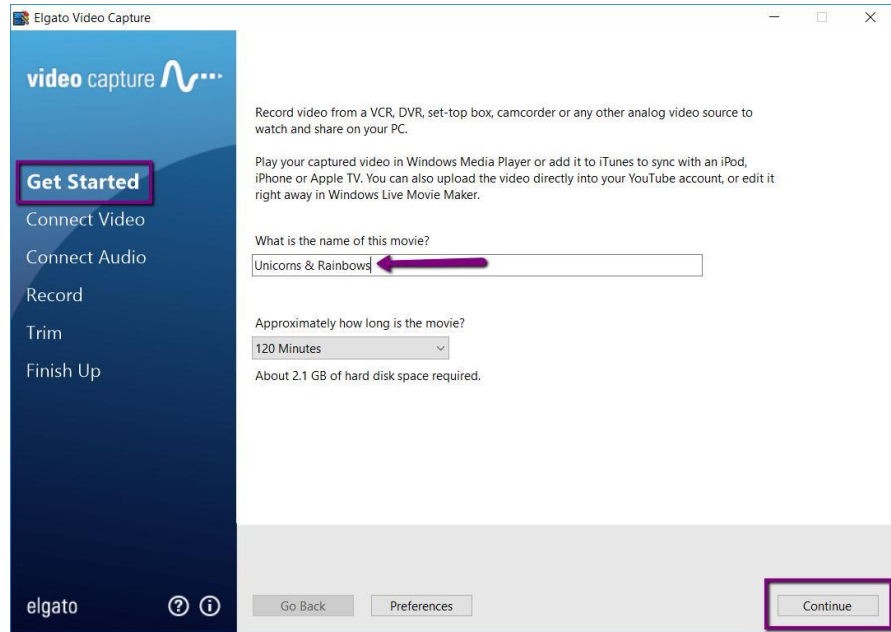 Elgato Video Capture
video capture
Get Started
Connect Video
Connect Audio
Record
Trim
Finish Up
elgato
Record video from a VCR, DVR, set-top box, camcorder or any other analog video source to
watch and share on your PC.
Play your captured video in Windows Media Player or add it to iTunes to sync with an iPod,
iPhone or Apple TV. You can also upload the video directly into your YouTube account, or edit it
right away in Windows Live Movie Maker.
What is the name of this movie?
Unicorns & Rainbows
Approximately how long is the movie?
120 Minutes
About 2.1 GB of hard disk space required.
Go Back
Preferences
Continue